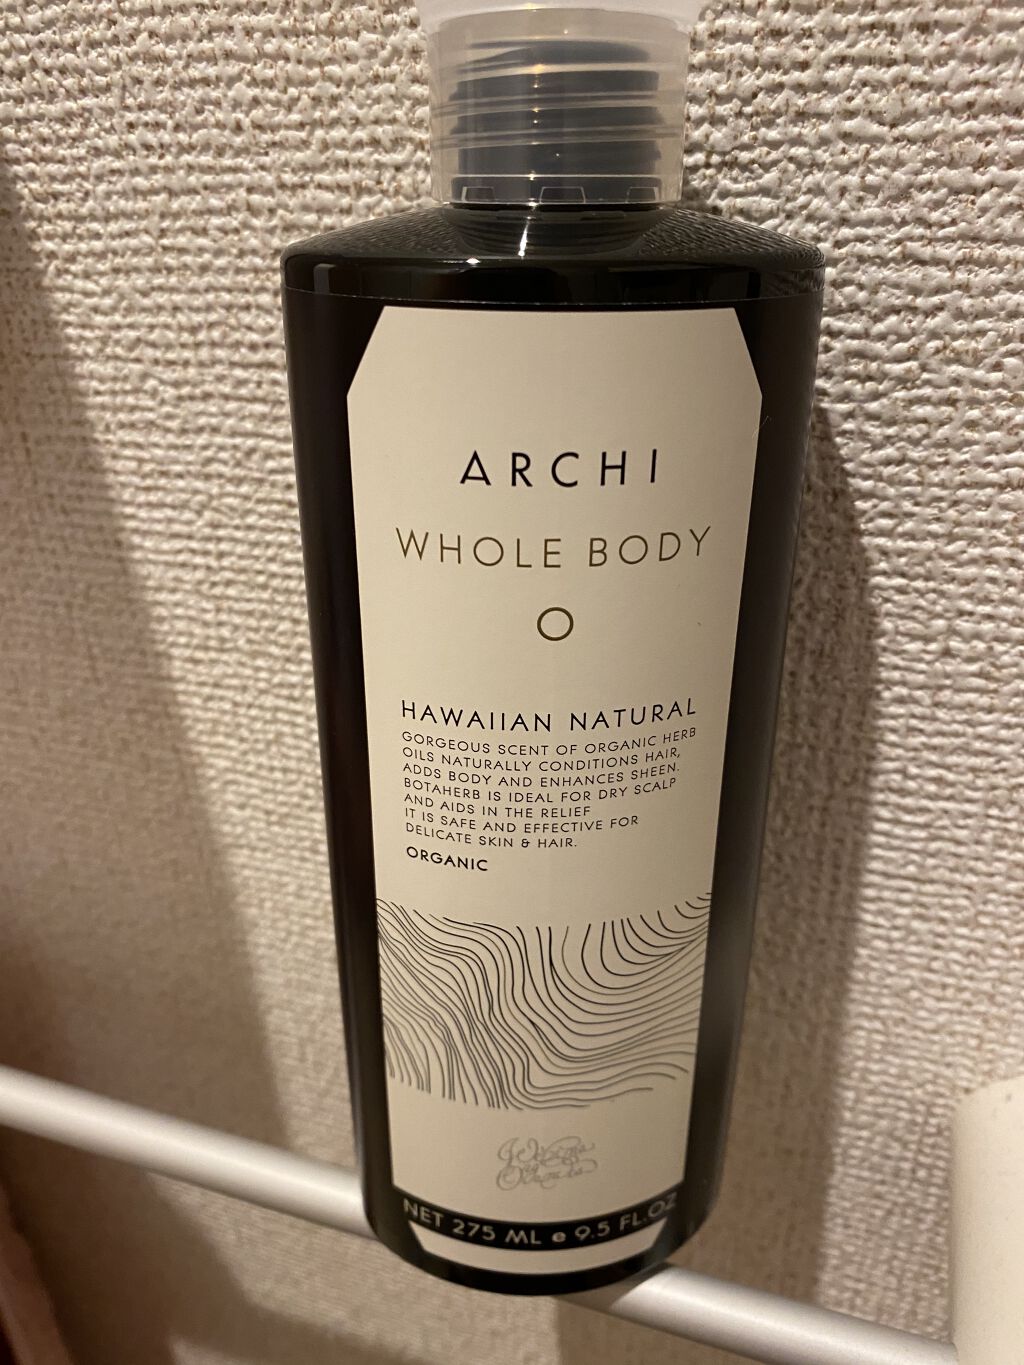 ARCHI
WHOLE BODY
O
HAWAIIAN NATURAL
GORGEOUS SCENT OF ORGANIC HERB
OILS NATURALLY CONDITIONS HAIR,
ADDS BODY AND ENHANCES SHEEN.
BOTAHERB IS IDEAL FOR DRY SCALP
AND AIDS IN THE RELIEF
IT IS SAFE AND EFFECTIVE FOR
DELICATE SKIN & HAIR.
ORGANIC
NET 275 ML e 9.5 FL.OZ